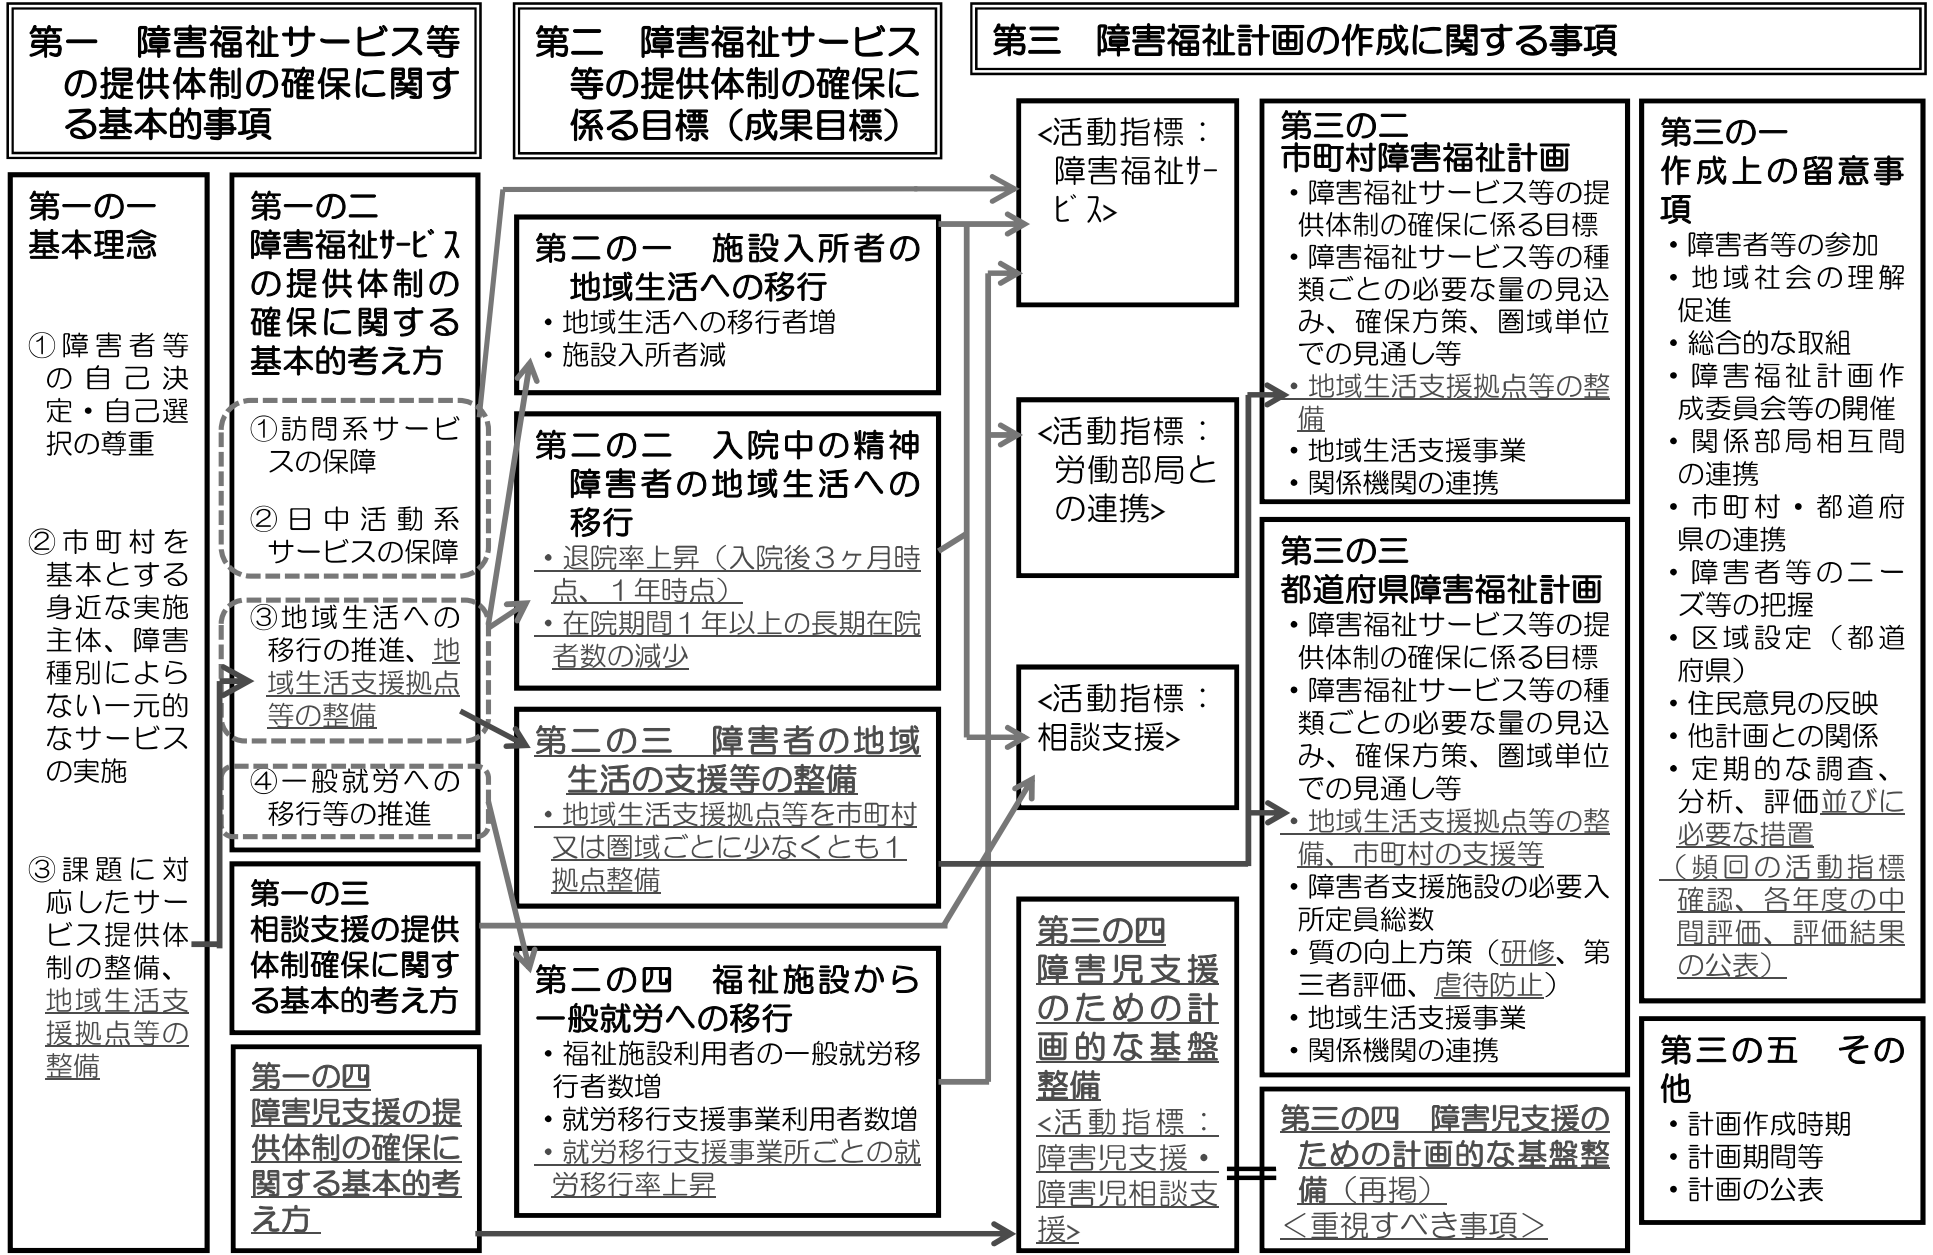 第一　障害福祉サービス等
の提供体制の確保に関す
る基本的事項
第一の一
基本理念
①障害者等
の自己決
定・自己選
択の尊重
②市町村を
基本とする
身近な実施
主体、障害
種別によら
ない一元的
なサービス
の実施
③課題に対
応したサー
ビス提供体
制の整備、
地域生活支
援拠点等の
整備
第一の二
障害福祉ｻｰﾋﾞｽ
の提供体制の
確保に関する
基本的考え方
①訪問系サービ
スの保障
②日中活動系
サービスの保障
③地域生活への
移行の推進、地
域生活支援拠点
等の整備
④一般就労への
移行等の推進
第一の三
相談支援の提供
体制確保に関す
る基本的考え方
第一の四
障害児支援の提
供体制の確保に
関する基本的考
え方
第二　障害福祉サービス
等の提供体制の確保に
係る目標（成果目標）
第二の一　施設入所者の
地域生活への移行
・地域生活への移行者増
・施設入所者減
第二の二　入院中の精神
障害者の地域生活への
移行
・退院率上昇（入院後３ヶ月時
点、１年時点）
・在院期間１年以上の長期在院
者数の減少
第二の三　障害者の地域
生活の支援等の整備
・地域生活支援拠点等を市町村
又は圏域ごとに少なくとも１
拠点整備
第二の四　福祉施設から
一般就労への移行
・福祉施設利用者の一般就労移
行者数増
・就労移行支援事業利用者数増
・就労移行支援事業所ごとの就
労移行率上昇
第三　障害福祉計画の作成に関する事項
<活動指標：
障害福祉ｻｰ
ﾋﾞｽ>
<活動指標：
労働部局と
の連携>
<活動指標：
相談支援>
第三の四
障害児支援
のための計
画的な基盤
整備
<活動指標：
障害児支援・
障害児相談支
援>
第三の二
市町村障害福祉計画
・障害福祉サービス等の提
供体制の確保に係る目標
・障害福祉サービス等の種
類ごとの必要な量の見込
み、確保方策、圏域単位
での見通し等
・地域生活支援拠点等の整
備
・地域生活支援事業
・関係機関の連携
第三の三
都道府県障害福祉計画
・障害福祉サービス等の提
供体制の確保に係る目標
・障害福祉サービス等の種
類ごとの必要な量の見込
み、確保方策、圏域単位
での見通し等
・地域生活支援拠点等の整
備、市町村の支援等
・障害者支援施設の必要入
所定員総数
・質の向上方策（研修、第
三者評価、虐待防止）
・地域生活支援事業
・関係機関の連携
第三の四　障害児支援の
ための計画的な基盤整
備（再掲）
＜重視すべき事項＞
第三の一
作成上の留意事
項
・障害者等の参加
・地域社会の理解
促進
・総合的な取組
・障害福祉計画作
成委員会等の開催
・関係部局相互間
の連携
・市町村・都道府
県の連携
・障害者等のニー
ズ等の把握
・区域設定（都道
府県）
・住民意見の反映
・他計画との関係
・定期的な調査、
分析、評価並びに
必要な措置
（頻回の活動指標
確認、各年度の中
間評価、評価結果
の公表）
第三の五　その
他
・計画作成時期
・計画期間等
・計画の公表